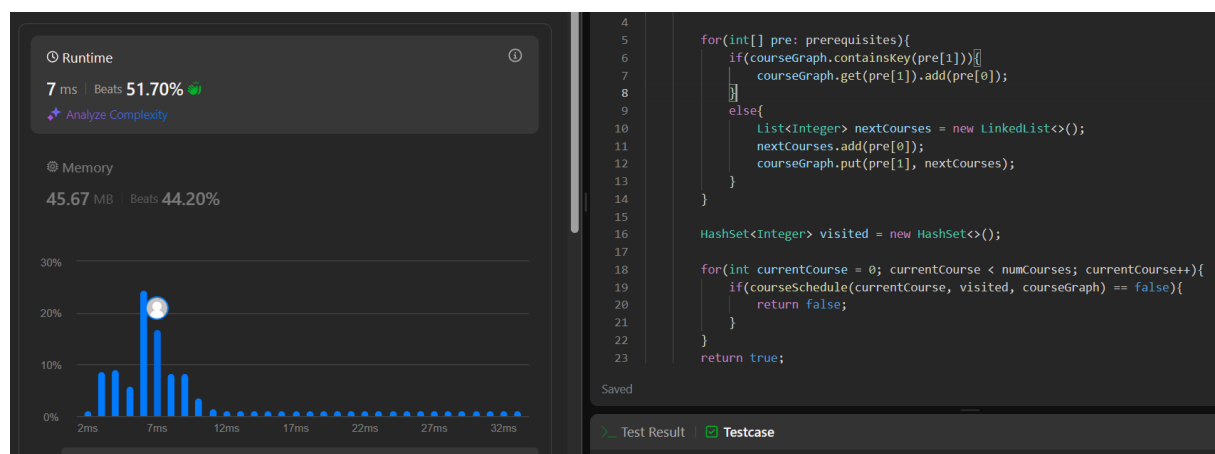 Runtime
7 ms | Beats 51.70%
Analyze Complexity
Memory
45.67 MB | Beats 44.20%
30%
20%
10%
0%
2ms 7ms 12ms 17ms 22ms 27ms 32ms
4
5 for(int[] pre: prerequisites){
6 if(courseGraph.containsKey(pre[1])){
7 courseGraph.get(pre[1]).add(pre[0]);
8 }
9 else{
10 List<Integer> nextCourses = new LinkedList<>();
11 nextCourses.add(pre[0]);
12 courseGraph.put(pre[1], nextCourses);
13 }
14 }
15
16 HashSet<Integer> visited = new HashSet<>();
17
18 for(int currentCourse = 0; currentCourse < numCourses; currentCourse++){
19 if(courseSchedule(currentCourse, visited, courseGraph) == false){
20 return false;
21 }
22 }
23 return true;
Saved
>_ Test Result | Testcase